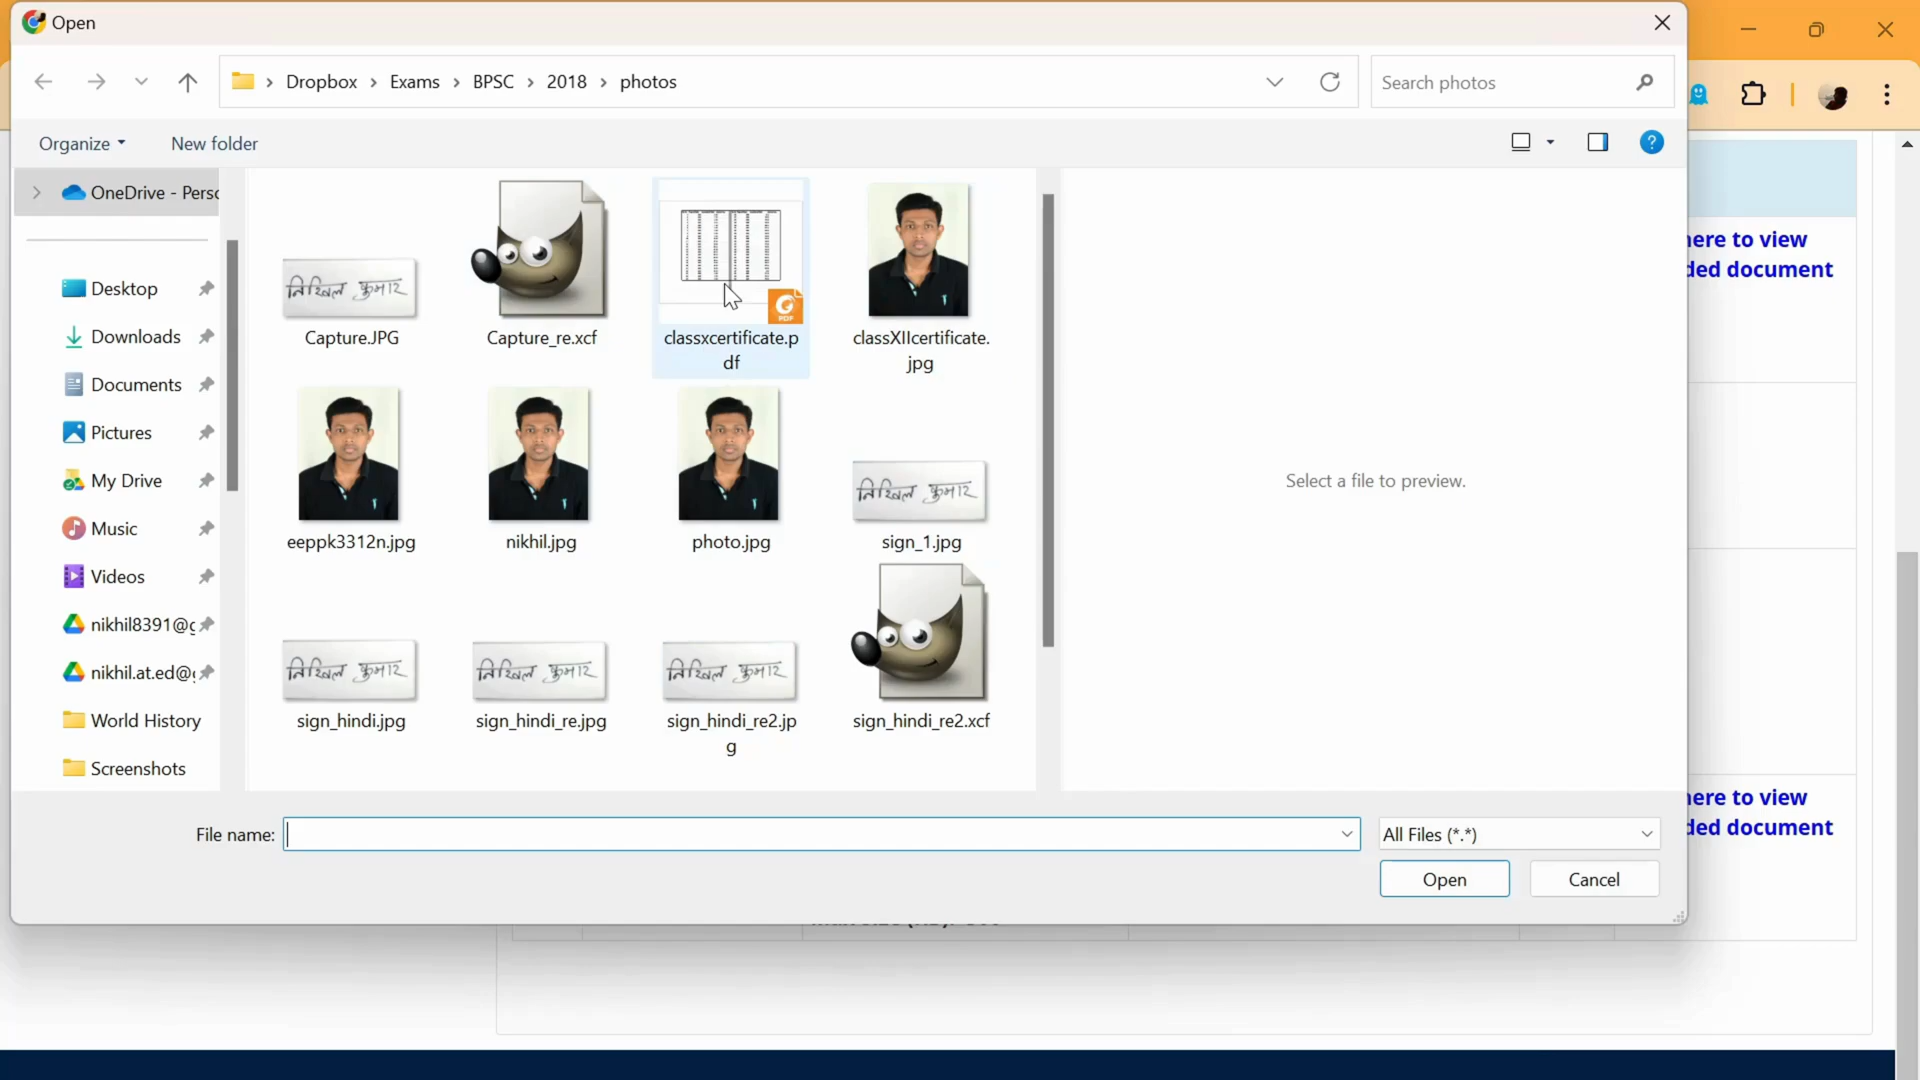 Open
Dropbox > Exams > BPSC > 2018 > photos
Search photos
Organize
New folder
?
OneDrive - Perso
Desktop
Downloads
Documents
Pictures
My Drive
Music
Videos
nikhil8391@g
nikhil.at.ed@g
World History
Screenshots
निखिल कुमार
Capture.JPG
Capture_re.xcf
PDF
classxcertificate.p
df
classXIIcertificate.
jpg
eeppk3312n.jpg
nikhil.jpg
photo.jpg
निखिल कुमार
sign_1.jpg
निखिल कुमार
sign_hindi.jpg
निखिल कुमार
sign_hindi_re.jpg
निखिल कुमार
sign_hindi_re2.jp
g
sign_hindi_re2.xcf
Select a file to preview.
File name:
All Files (*.*)
Open
Cancel
here to view
ded document
here to view
ded document